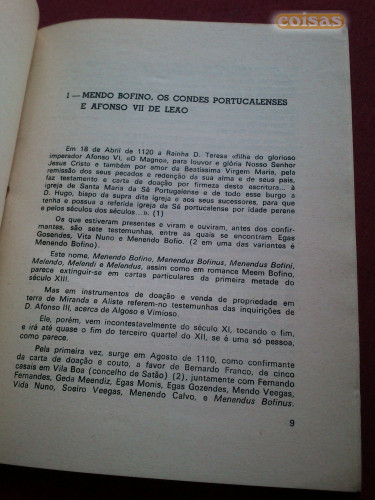 coisas
1 — MENDO BOFINO, OS CONDES PORTUCALENSES
E AFONSO VII DE LEÃO
Em 18 de Abril de 1120 a Rainha D. Teresa «filha do glorioso
imperador Afonso VI, «O Magno», para louvor e glória Nosso Senhor
Jesus Cristo e também por amor da Beatíssima Virgem Maria, pela
remissão dos seus pecados e redenção da sua alma e de seus pais,
faz testamento e carta de doação por firmeza desta escritura... à
igreja de Santa Maria da Sé Portugalense e de todo esse burgo a
D. Hugo, bispo da supra dita igreja e aos seus sucessores, para que
tenha e possua a referida igreja da Sé portucalense por idade perene
e pelos séculos dos séculos...». (1)
Os que estiveram presentes e viram e ouviram, antes dos confir-
mantes, são sete testemunhas, entre as quais se encontram Egas
Gosendes, Vita Nuno e Menendo Bofio. (2 em uma das variantes é
Menendo Bofino).
Este nome, Menendo Bofino, Menendus Bufinus, Menendus Bufini,
Melendo, Melendi e Melendus, assim como em romance Meem Bofino,
parece extinguir-se em cartas particulares da primeira metade do
século XIII.
Mas em instrumentos de doação e venda de propriedade em
terra de Miranda e Aliste referem-no testemunhas das inquirições de
D. Afonso III, acerca de Algoso e Vimioso.
Ele, porém, vem incontestavelmente do século XI, tocando o fim,
e irá até quase o fim do terceiro quartel do XII, se é uma só pessoa,
como parece.
Pela primeira vez, surge em Agosto de 1110, como confirmante
da carta de doação e couto, a favor de Bernardo Franco, de cinco
casais em Vila Boa (concelho de Satão) (2), juntamente com Fernando
Fernandes, Geda Meendiz, Egas Monis, Egas Gozendes, Mendo Veegas,
Vida Nuno, Soeiro Veegas, Menendo Calvo, e Menendus Bofinus.
9